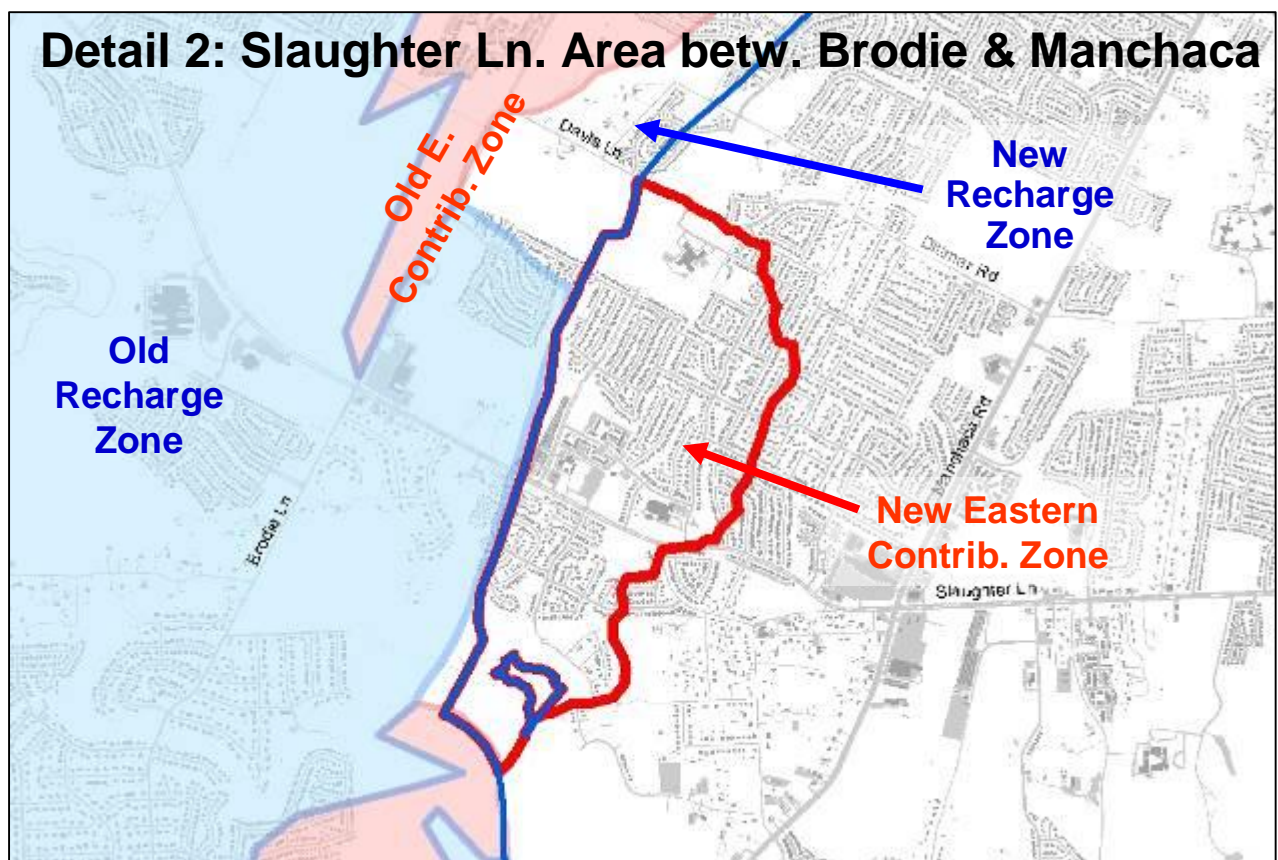 Detail 2: Slaughter Ln. Area betw. Brodie & Manchaca
Davis Ln.
Old E.
Contrib. Zone
New
Recharge
Zone
Dittmar Rd
Old
Recharge
Zone
Manchaca Rd
Brodie Ln
New Eastern
Contrib. Zone
Slaughter Ln